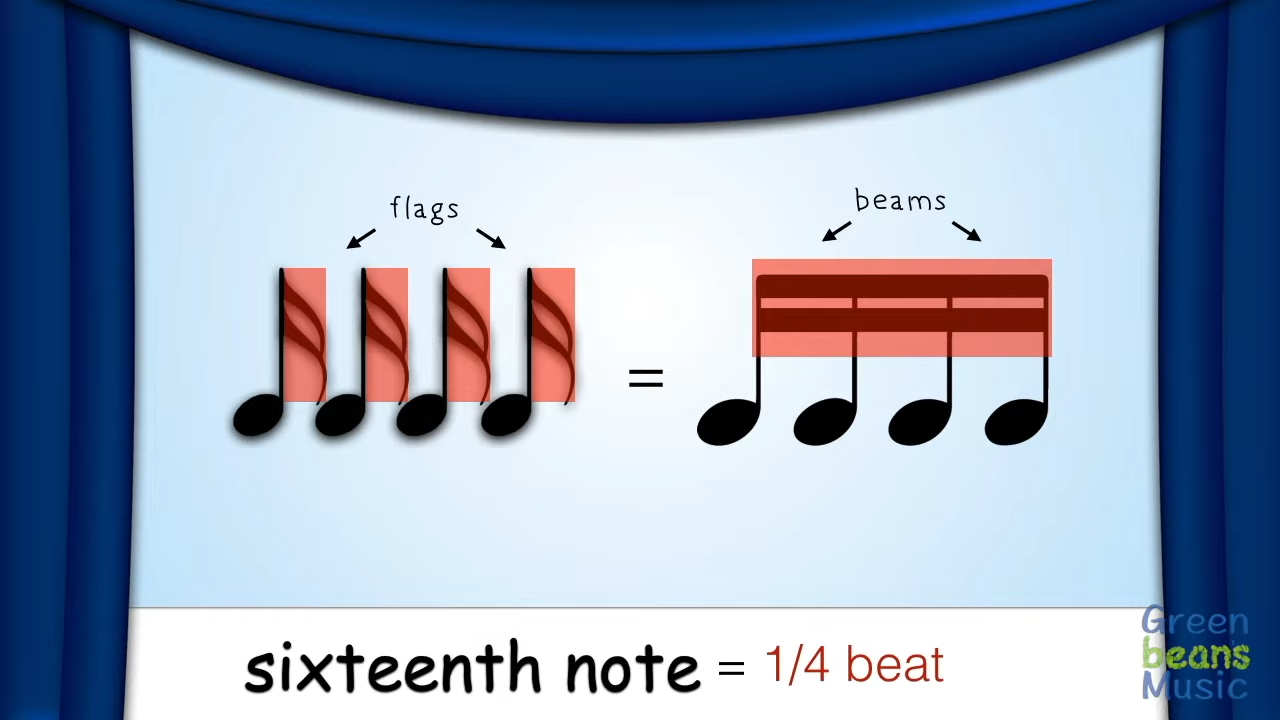 flags
beams
=
sixteenth note = 1/4 beat
Green
beans
Music